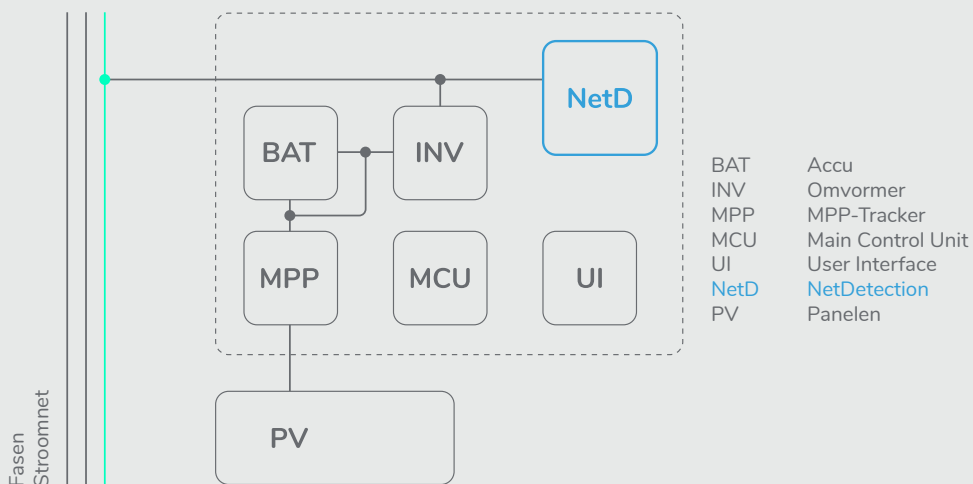 NetD
BAT
INV
MPP
MCU
UI
PV
BAT Accu
INV Omvormer
MPP MPP-Tracker
MCU Main Control Unit
UI User Interface
NetD NetDetection
PV Panelen
Fasen
Stroomnet